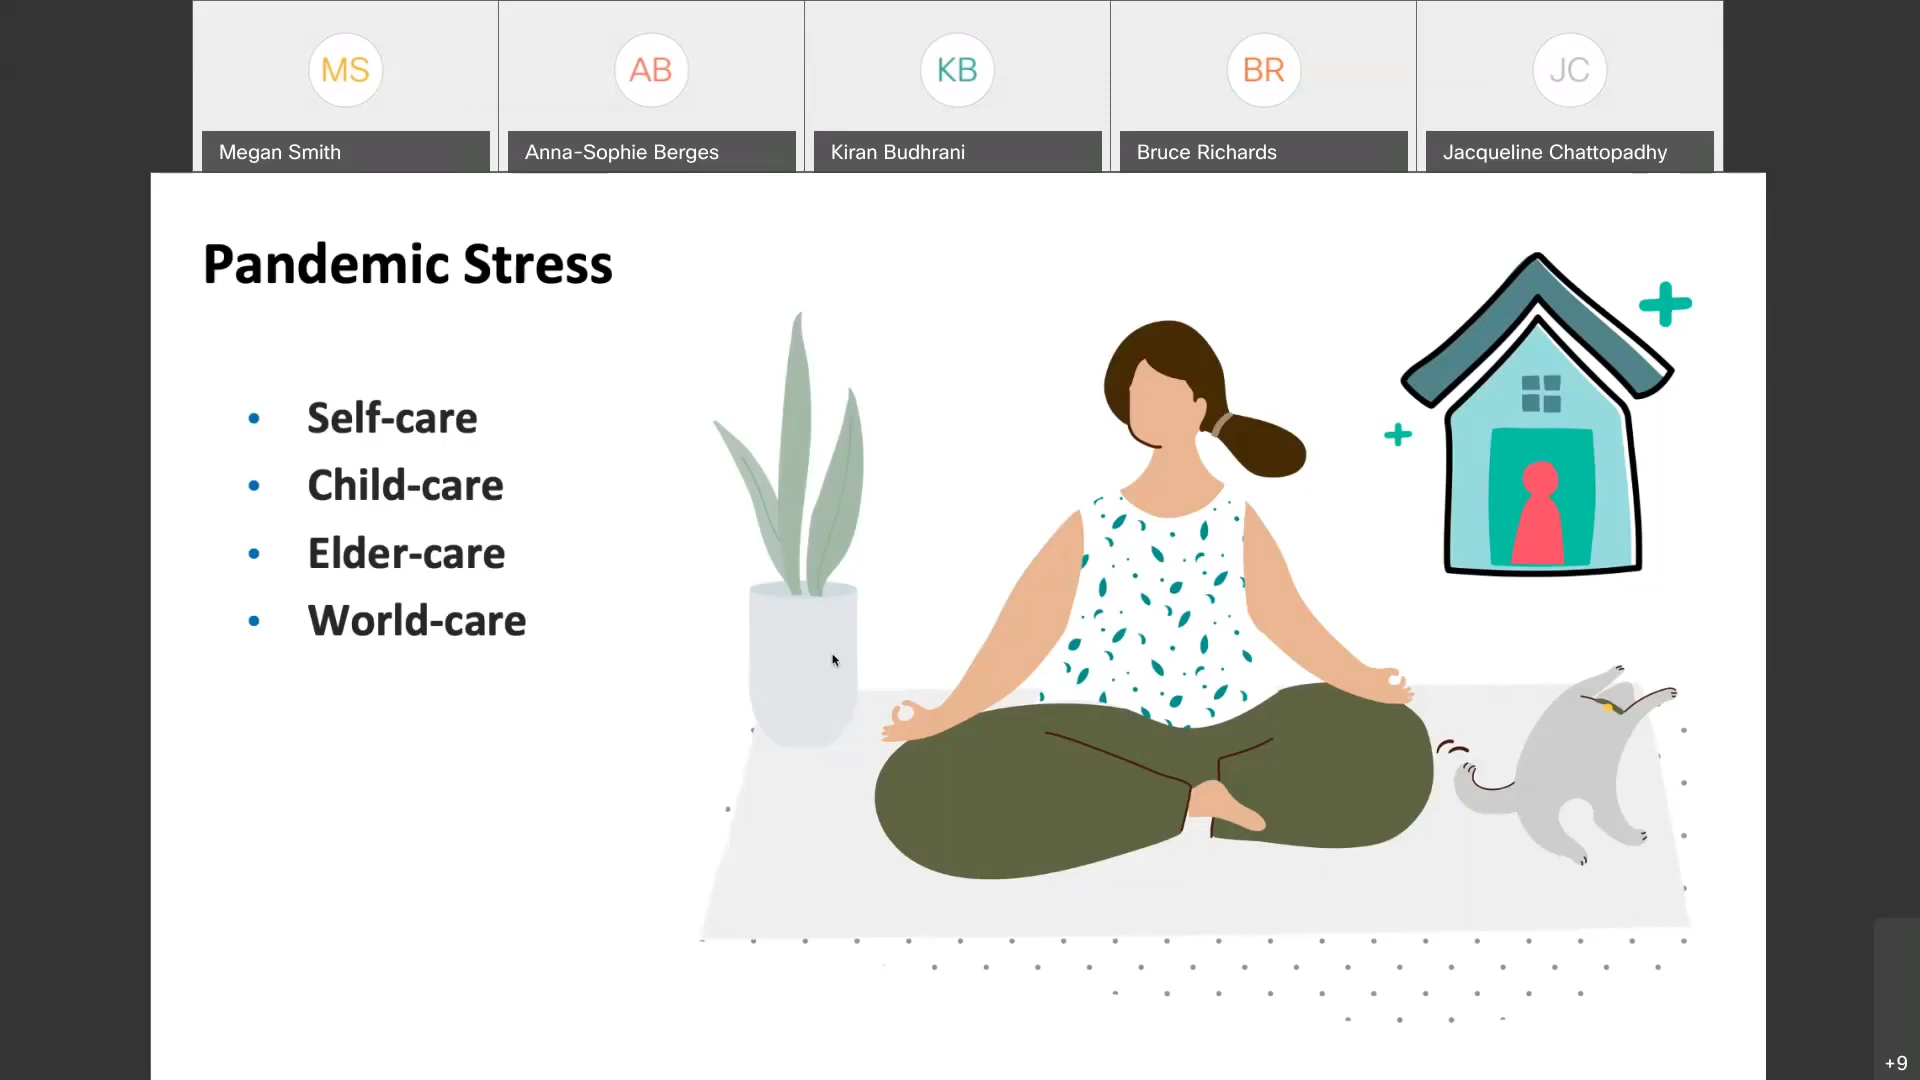 MS
AB
KB
BR
JC
Megan Smith
Anna-Sophie Berges
Kiran Budhrani
Bruce Richards
Jacqueline Chattopadhy
Pandemic Stress
• Self-care
• Child-care
• Elder-care
• World-care
+9